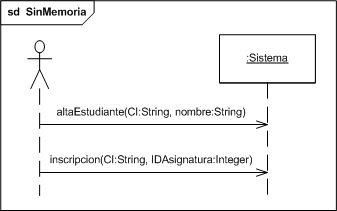 sd SinMemoria
:Sistema
altaEstudiante(CI:String, nombre:String)
inscripcion(CI:String, IDAsignatura:Integer)